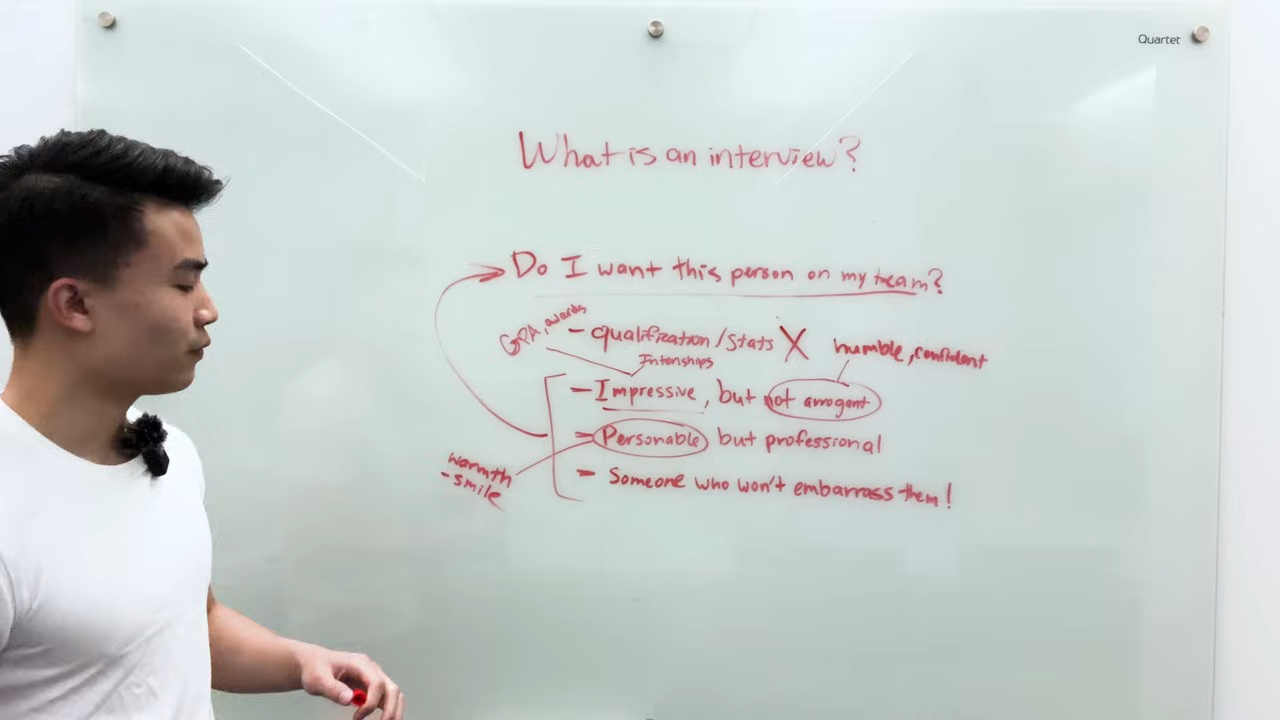 Quartet
What is an interview?
Do I want this person on my team?
GPA, awards
- qualification/stats X
humble, confident
Internships
- Impressive, but not arrogant
- Personable but professional
warmth
- smile
- Someone who won't embarrass them!